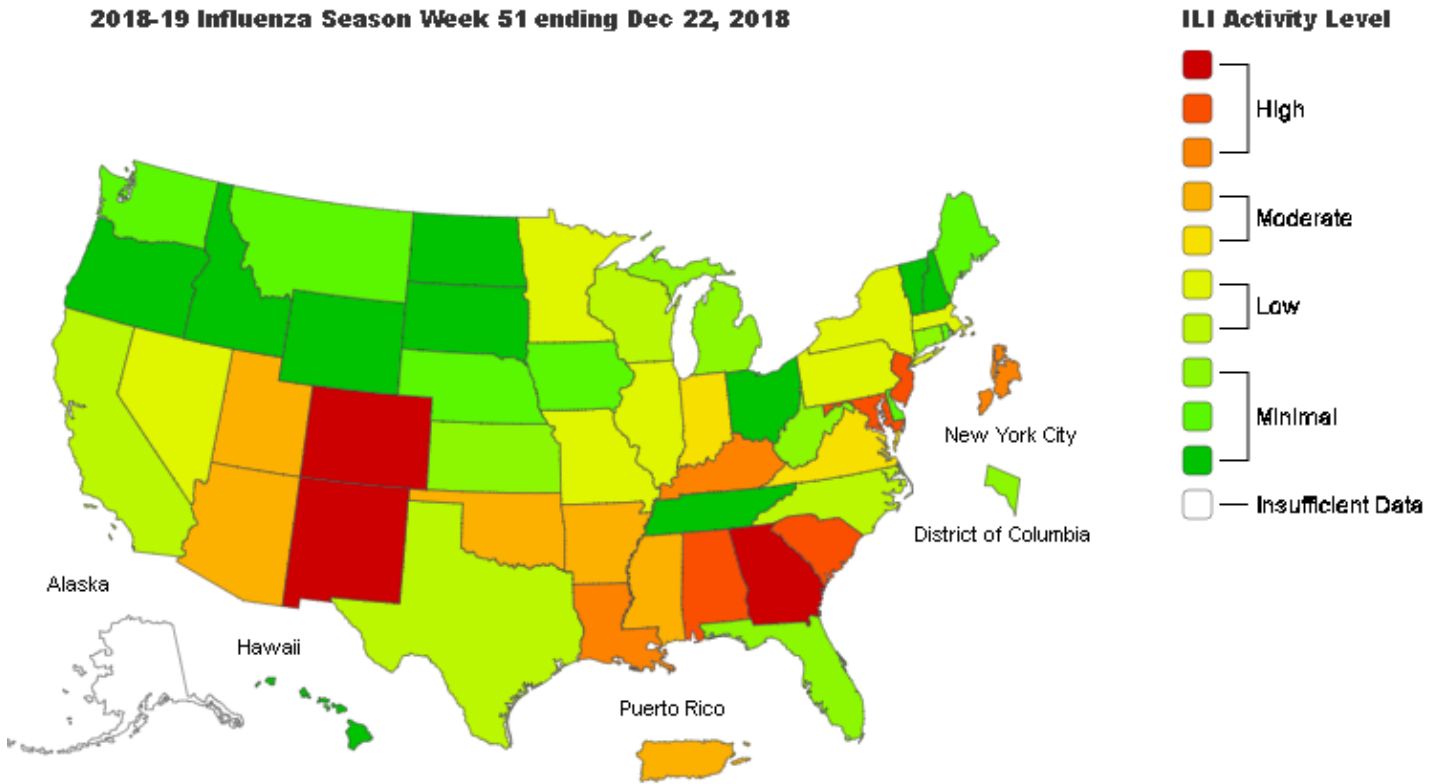 2018-19 Influenza Season Week 51 ending Dec 22, 2018
ILI Activity Level
High
Moderate
Low
Minimal
Insufficient Data
New York City
District of Columbia
Alaska
Hawaii
Puerto Rico